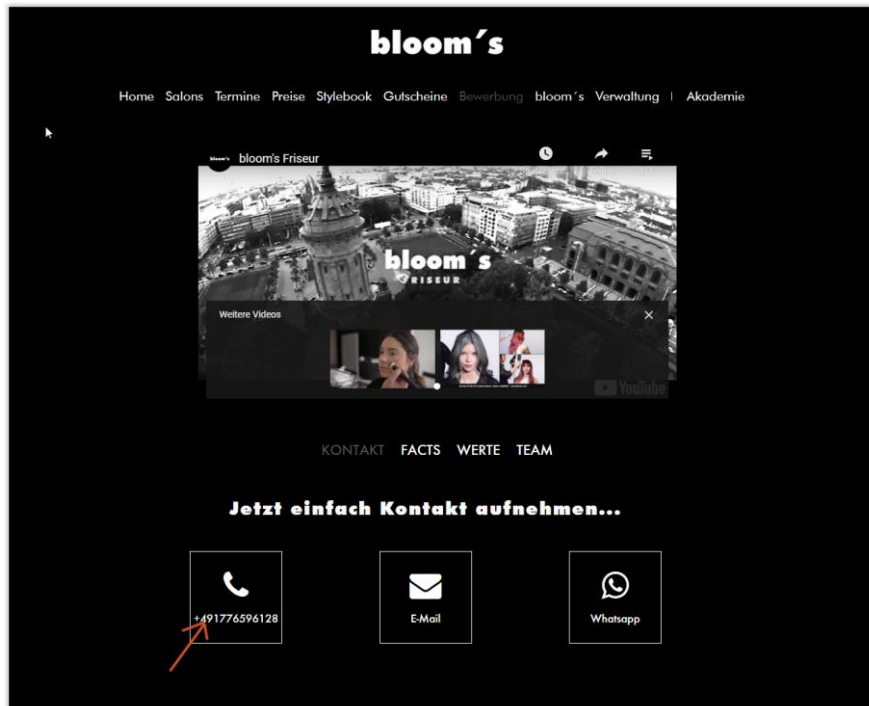 bloom´s
Home Salons Termine Preise Stylebook Gutscheine Bewerbung bloom´s Verwaltung | Akademie
bloom's bloom's Friseur
bloom´s
FRISEUR
Weitere Videos
YouTube
KONTAKT FACTS WERTE TEAM
Jetzt einfach Kontakt aufnehmen...
+491776596128 E-Mail Whatsapp